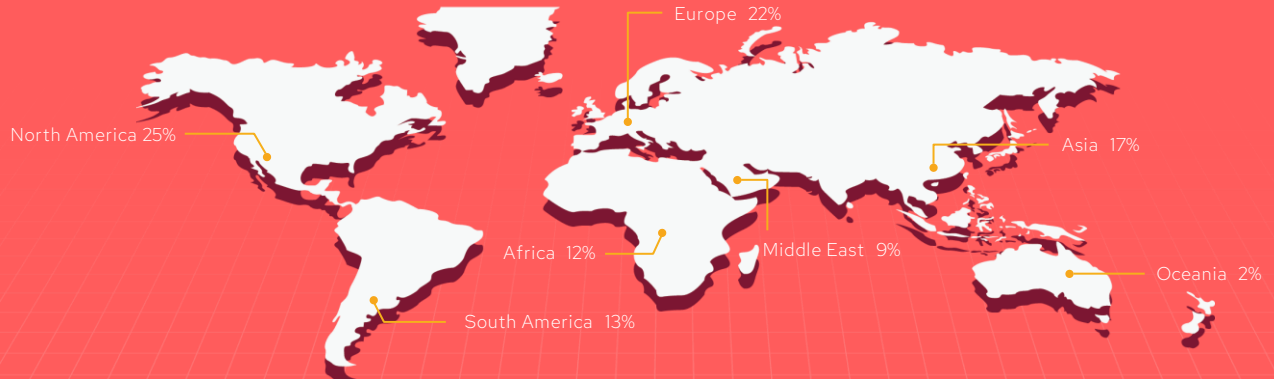 Europe 22%
North America 25%
Asia 17%
Africa 12%
Middle East 9%
Oceania 2%
South America 13%